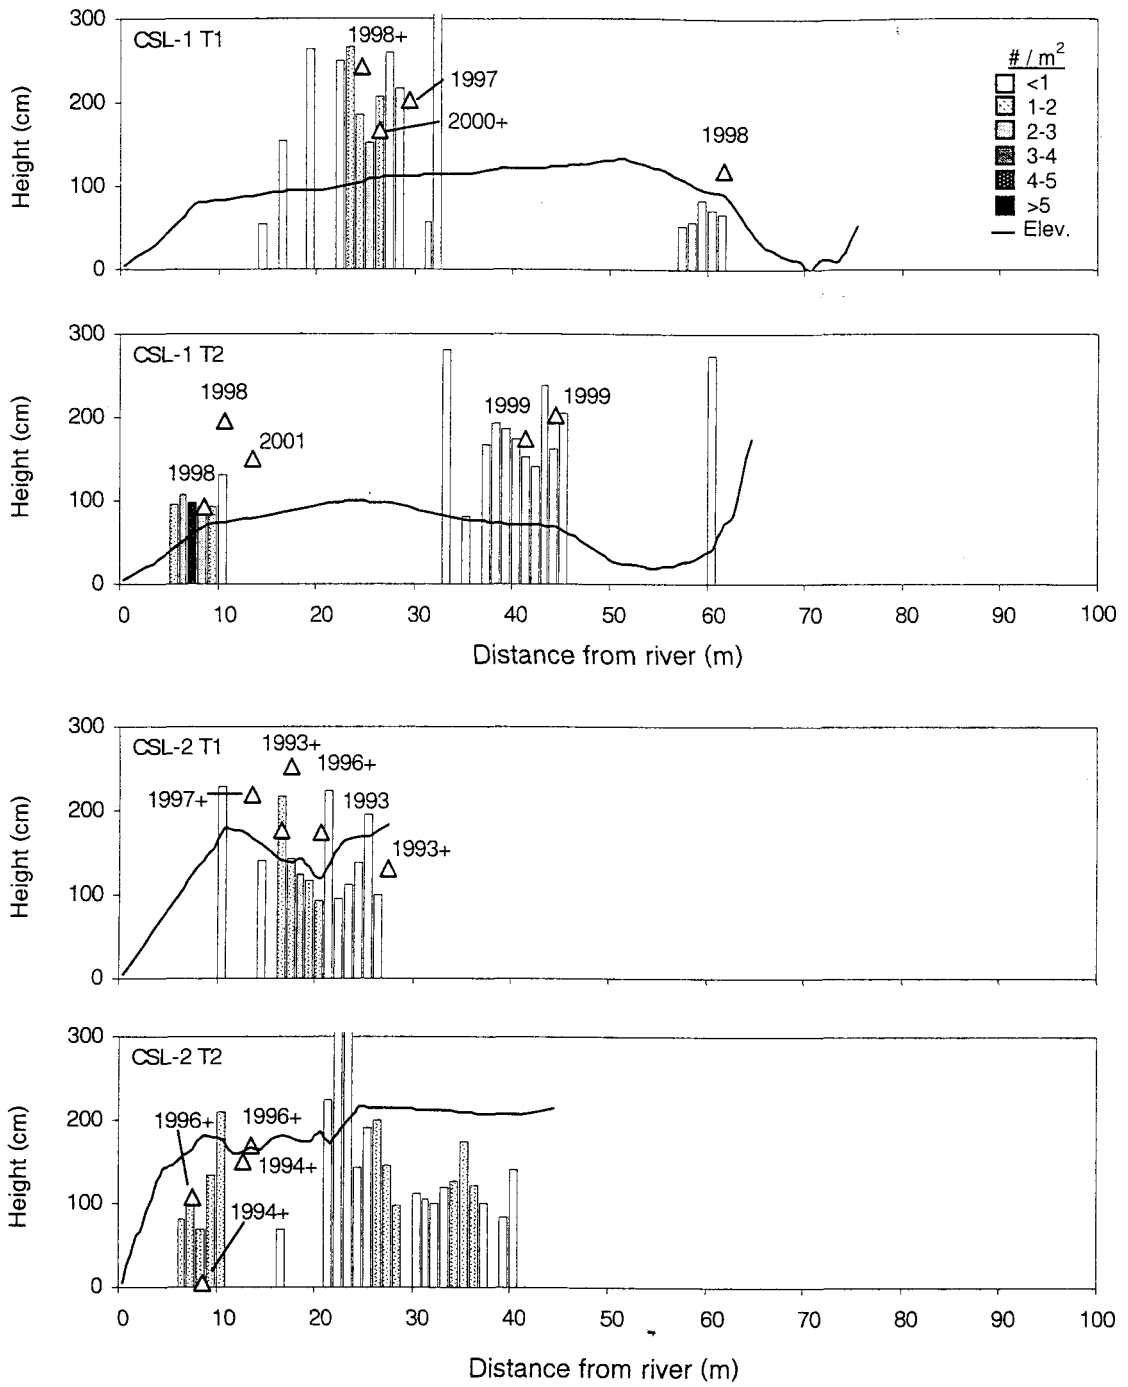 300
CSL-1 T1
1998+
1997
2000+
1998
200
100
0
Height (cm)
# / m²
<1
1-2
2-3
3-4
4-5
>5
Elev.
300
CSL-1 T2
1998
2001
1998
1999
1999
200
100
0
Height (cm)
0 10 20 30 40 50 60 70 80 90 100
Distance from river (m)
300
CSL-2 T1
1993+
1996+
1997+
1993
1993+
200
100
0
Height (cm)
300
CSL-2 T2
1996+
1996+
1994+
1994+
200
100
0
Height (cm)
0 10 20 30 40 50 60 70 80 90 100
Distance from river (m)